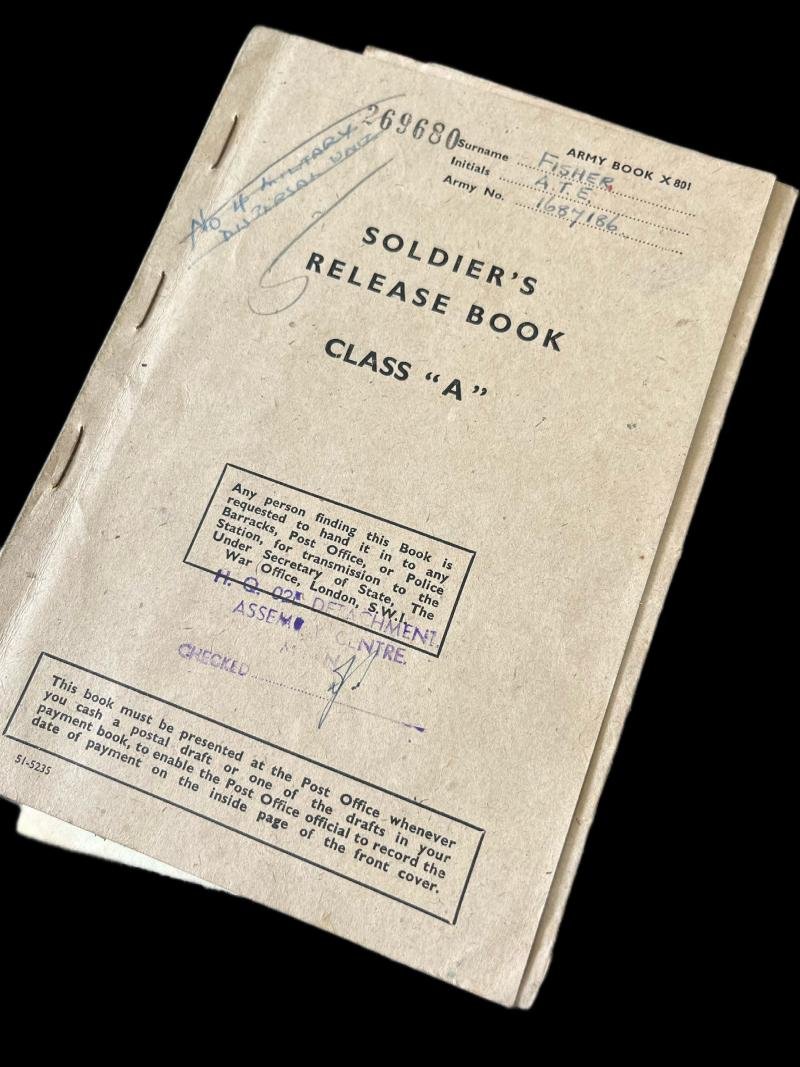 269680
ARMY BOOK X 801
Surname FISHER
Initials A.T.E.
Army No. 1687186
No 4 MILITARY
DISPERSAL UNIT
SOLDIER'S
RELEASE BOOK
CLASS "A"
Any person finding this Book is
requested to hand it in to any
Barracks, Post Office, or Police
Station, for transmission to the
Under Secretary of State, The
War Office, London, S.W.1.
H. Q. DETACHMENT,
CENTRE.
CHECKED
This book must be presented at the Post Office whenever
you cash a postal draft or one of the drafts in your
payment book, to enable the Post Office official to record the
date of payment on the inside page of the front cover.
51-5235